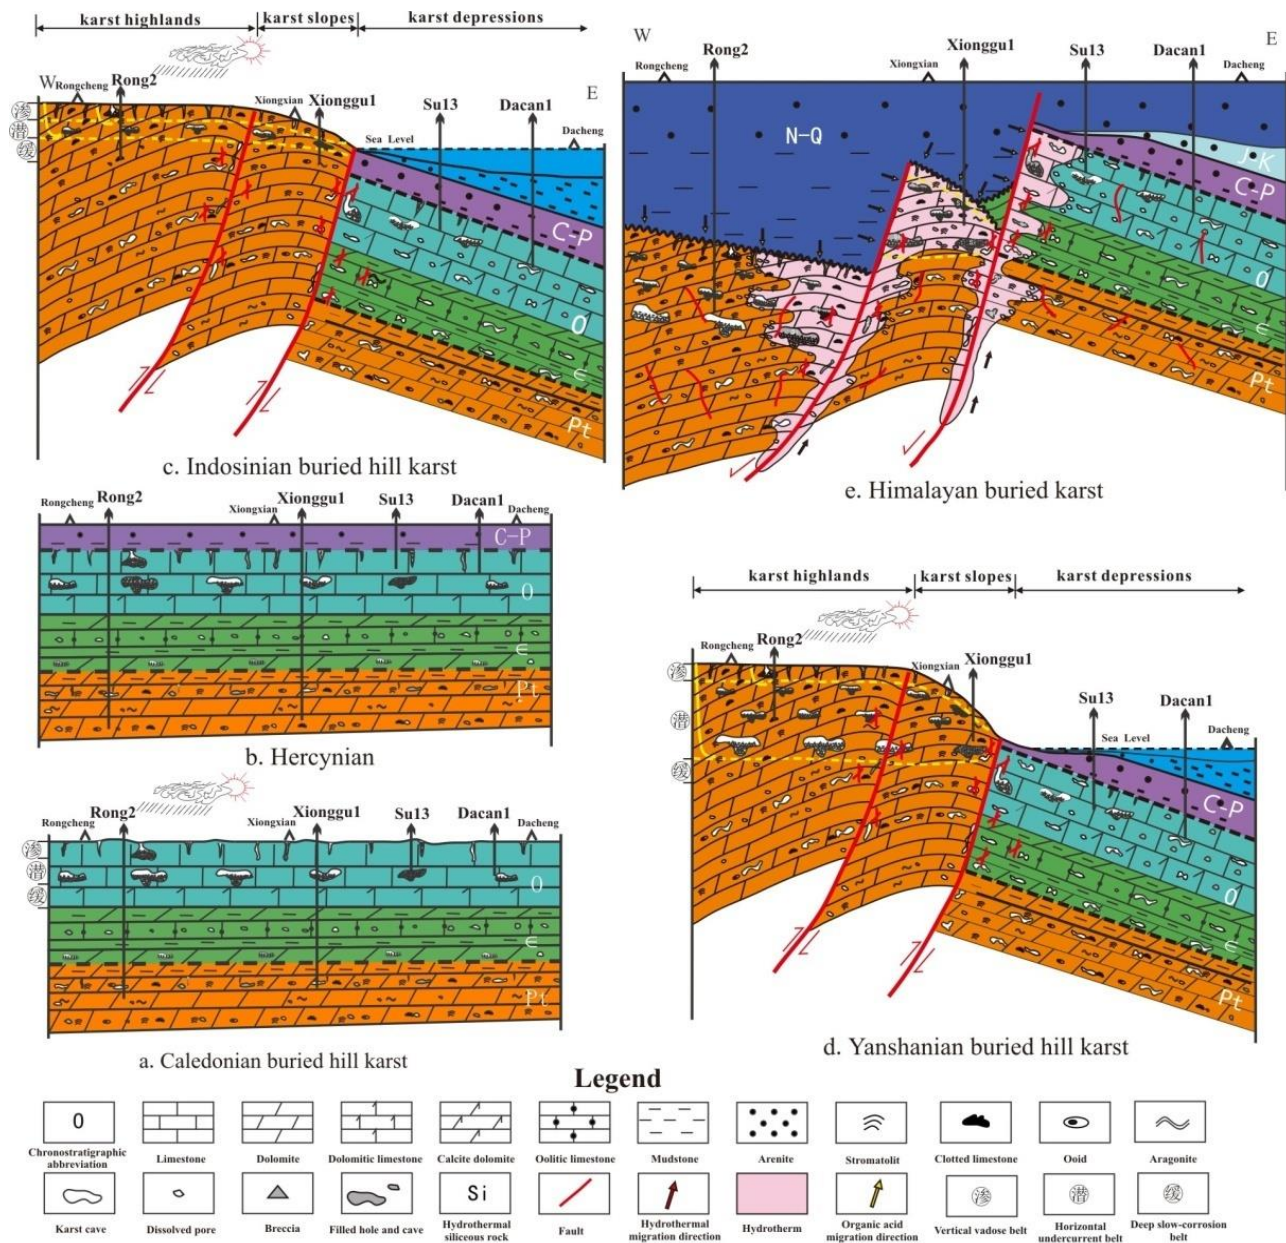 karst highlands
karst slopes
karst depressions
W
Rongcheng
Rong2
Xiongxian
Xionggu1
Su13
Dacan1
E
Dacheng
Sea Level
渗
潜
缓
C-P
O
Є
Pt
c. Indosinian buried hill karst
W
E
Rongcheng
Rong2
Xiongxian
Xionggu1
Su13
Dacan1
Dacheng
N-Q
J-K
C-P
O
Є
Pt
e. Himalayan buried karst
Rongcheng
Rong2
Xiongxian
Xionggu1
Su13
Dacan1
Dacheng
C-P
O
Є
Pt
b. Hercynian
Rongcheng
Rong2
Xiongxian
Xionggu1
Su13
Dacan1
Dacheng
渗
潜
缓
O
Є
Pt
a. Caledonian buried hill karst
karst highlands
karst slopes
karst depressions
Rongcheng
Rong2
Xiongxian
Xionggu1
Su13
Dacan1
Dacheng
Sea Level
渗
潜
缓
C-P
O
Є
Pt
d. Yanshanian buried hill karst
Legend
O
Chronostratigraphic
abbreviation
Limestone
Dolomite
Dolomitic limestone
Calcite dolomite
Oolitic limestone
Mudstone
Arenite
Stromatolit
Clotted limestone
Ooid
Aragonite
Karst cave
Dissolved pore
Breccia
Filled hole and cave
Si
Hydrothermal
siliceous rock
Fault
Hydrothermal
migration direction
Hydrotherm
Organic acid
migration direction
渗
Vertical vadose belt
潜
Horizontal
undercurrent belt
缓
Deep slow-corrosion
belt